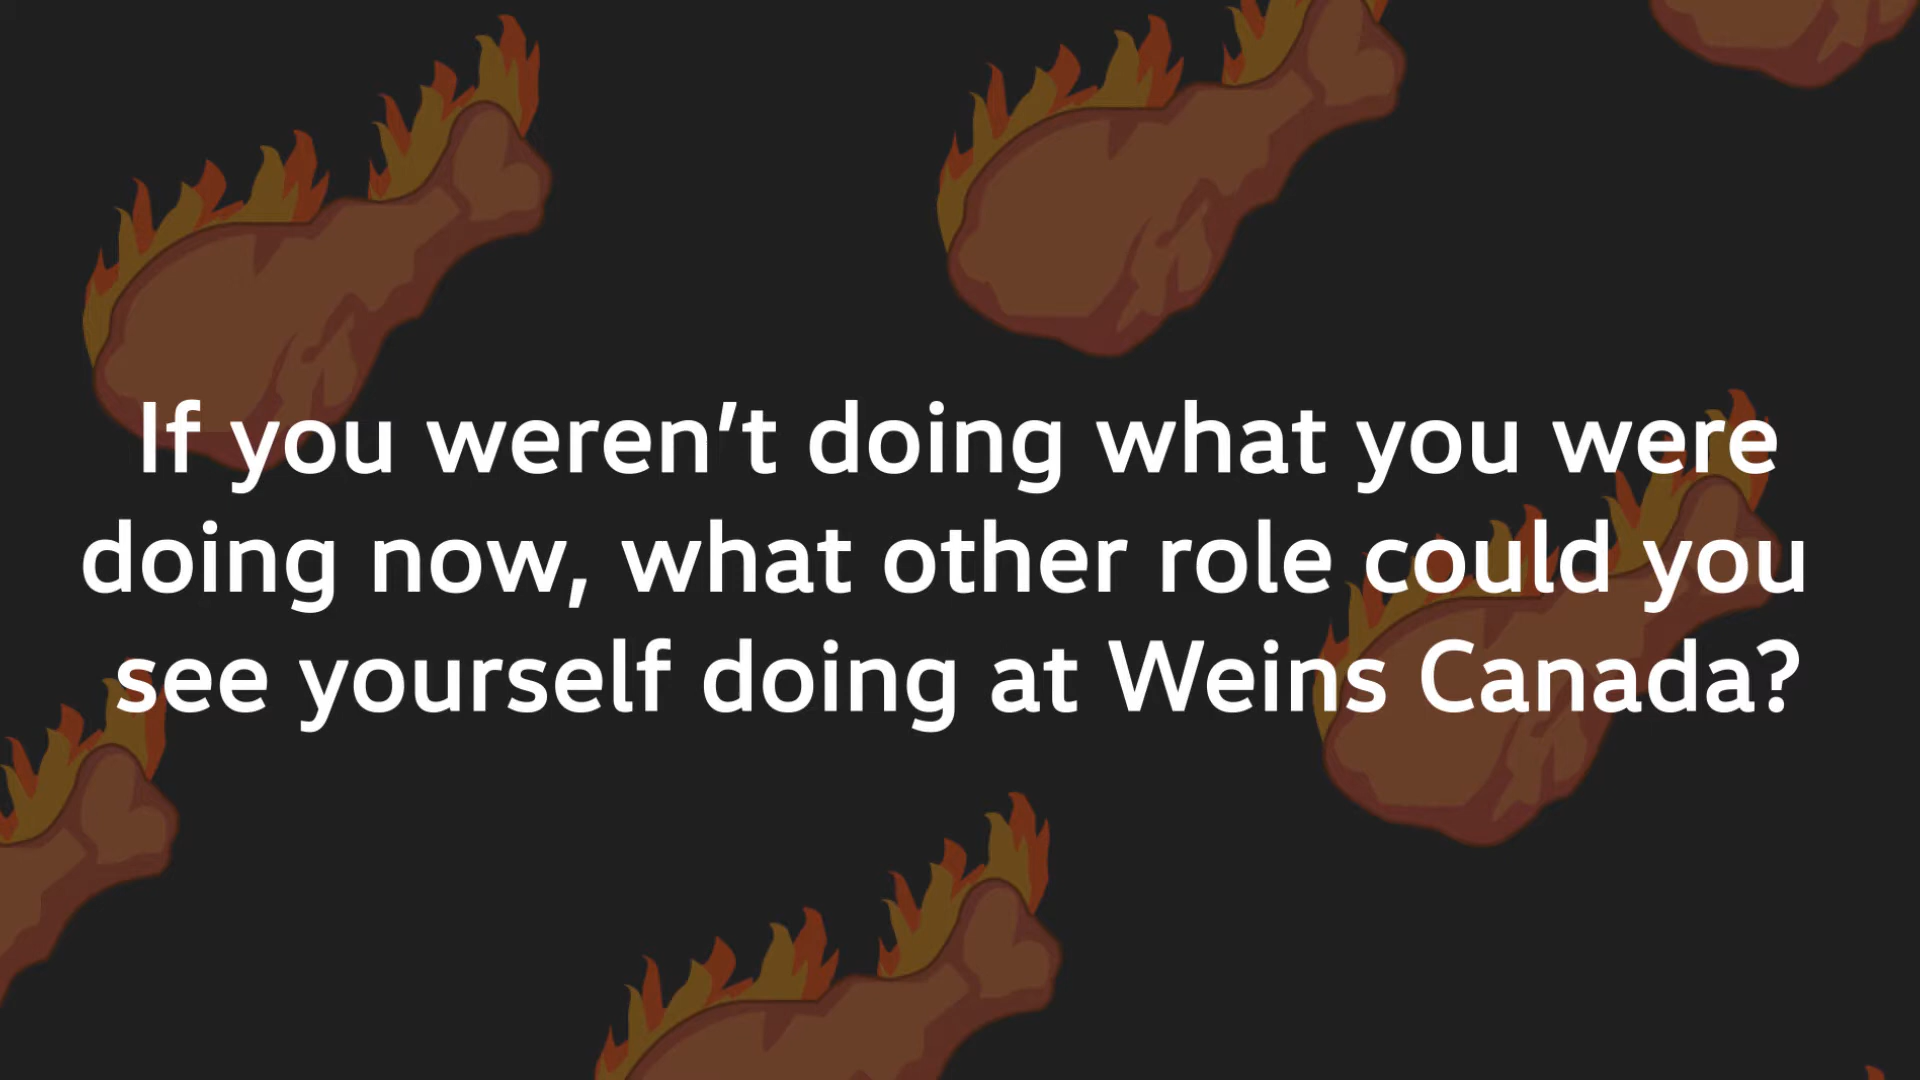 If you weren’t doing what you were
doing now, what other role could you
see yourself doing at Weins Canada?